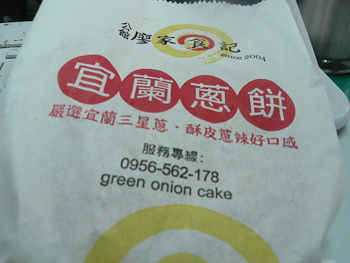 公館廖家食記
since 2004
宜蘭蔥餅
嚴選宜蘭三星蔥・酥皮蔥辣好口感
服務專線:
0956-562-178
green onion cake